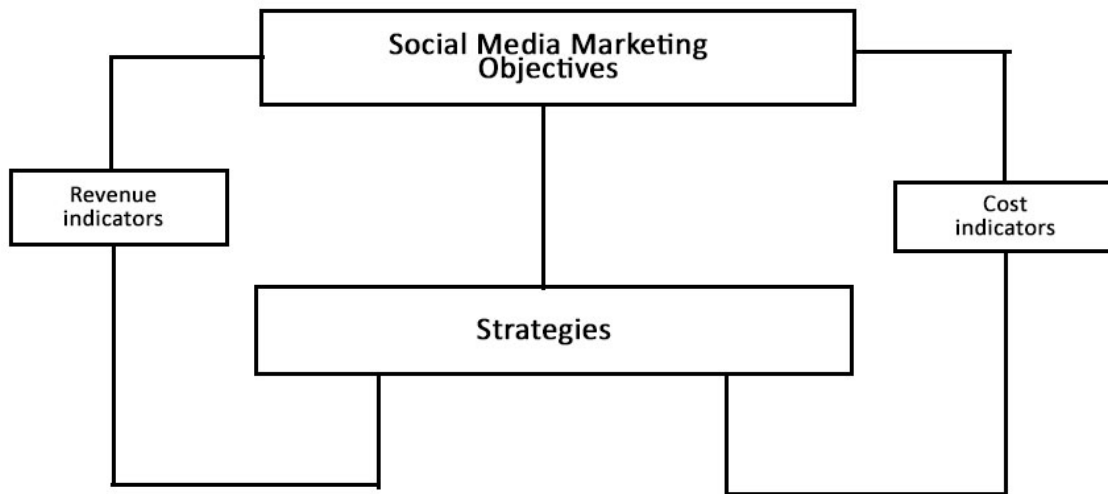 Social Media Marketing
Objectives
Revenue
indicators
Cost
indicators
Strategies